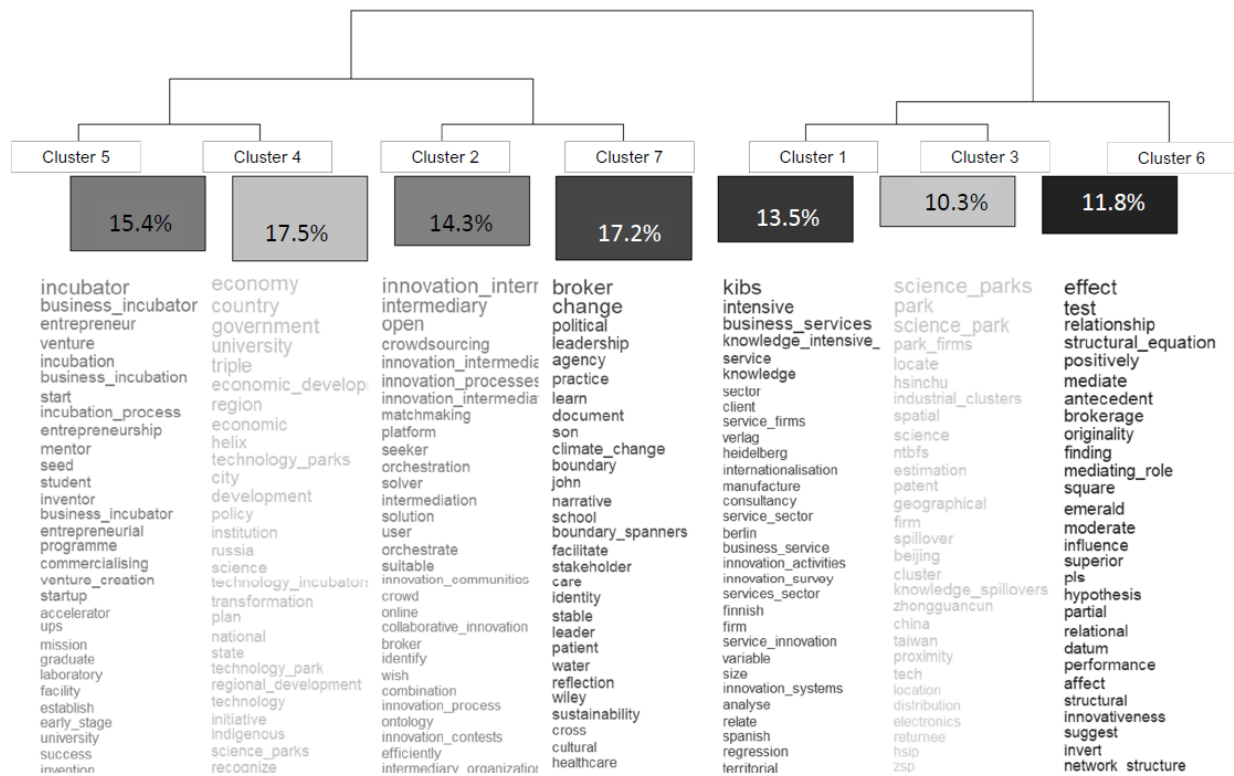 Cluster 5
Cluster 4
Cluster 2
Cluster 7
Cluster 1
Cluster 3
Cluster 6
15.4%
17.5%
14.3%
17.2%
13.5%
10.3%
11.8%
incubator
business_incubator
entrepreneur
venture
incubation
business_incubation
start
incubation_process
entrepreneurship
mentor
seed
student
inventor
business_incubator
entrepreneurial
programme
commercialising
venture_creation
startup
accelerator
ups
mission
graduate
laboratory
facility
establish
early_stage
university
success
invention
economy
country
government
university
triple
economic_develop
region
economic
helix
technology_parks
city
development
policy
institution
russia
science
technology_incubators
transformation
plan
national
state
technology_park
regional_development
technology
initiative
indigenous
science_parks
recognize
innovation_interr
intermediary
open
crowdsourcing
innovation_intermedia
innovation_processes
innovation_intermedia
matchmaking
platform
seeker
orchestration
solver
intermediation
solution
user
orchestrate
suitable
innovation_communities
crowd
online
collaborative_innovation
broker
identify
wish
combination
innovation_process
ontology
innovation_contests
efficiently
intermediary_organization
broker
change
political
leadership
agency
practice
learn
document
son
climate_change
boundary
john
narrative
school
boundary_spanners
facilitate
stakeholder
care
identity
stable
leader
patient
water
reflection
wiley
sustainability
cross
cultural
healthcare
kibs
intensive
business_services
knowledge_intensive_
service
knowledge
sector
client
service_firms
verlag
heidelberg
internationalisation
manufacture
consultancy
service_sector
berlin
business_service
innovation_activities
innovation_survey
services_sector
finnish
firm
service_innovation
variable
size
innovation_systems
analyse
relate
spanish
regression
territorial
science_parks
park
science_park
park_firms
locate
hsinchu
industrial_clusters
spatial
science
ntbfs
estimation
patent
geographical
firm
spillover
beijing
cluster
knowledge_spillovers
zhongguancun
china
taiwan
proximity
tech
location
distribution
electronics
returnee
hsip
zsp
effect
test
relationship
structural_equation
positively
mediate
antecedent
brokerage
originality
finding
mediating_role
square
emerald
moderate
influence
superior
pls
hypothesis
partial
relational
datum
performance
affect
structural
innovativeness
suggest
invert
network_structure